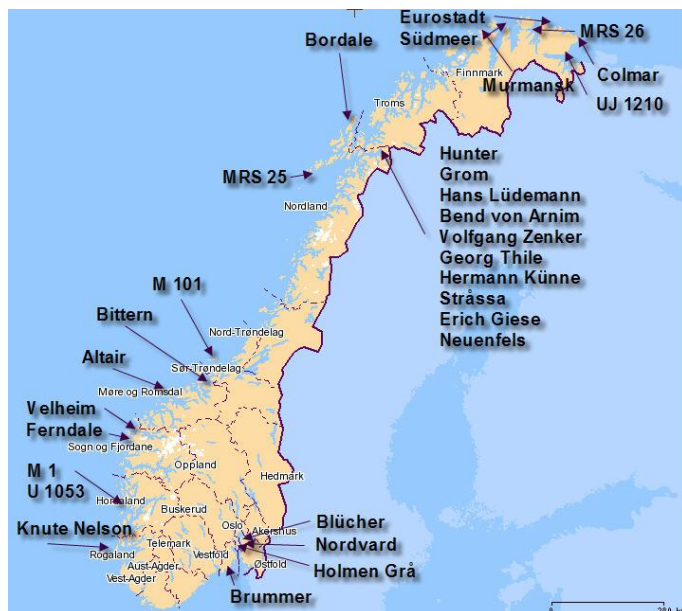 Eurostadt
Südmeer
MRS 26
Bordale
Finnmark
Colmar
Murmansk
UJ 1210
Troms
Hunter
Grom
MRS 25
Hans Lüdemann
Bend von Arnim
Nordland
Volfgang Zenker
Georg Thile
Hermann Künne
M 101
Stråssa
Bittern
Erich Giese
Nord-Trøndelag
Neuenfels
Altair
Sør-Trøndelag
Møre og Romsdal
Velheim
Ferndale
Sogn og Fjordane
Oppland
M 1
Hedmark
U 1053
Hordaland
Buskerud
Knute Nelson
Oslo
Akershus
Blücher
Telemark
Nordvard
Rogaland
Vestfold
Aust-Agder
Østfold
Holmen Grå
Vest-Agder
Brummer